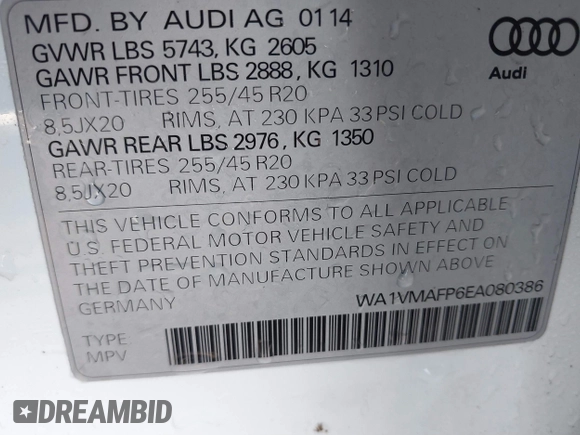 MFD. BY AUDI AG 01 14
GVWR LBS 5743, KG 2605
GAWR FRONT LBS 2888, KG 1310
FRONT-TIRES 255/45 R20
8,5JX20 RIMS, AT 230 KPA 33 PSI COLD
GAWR REAR LBS 2976, KG 1350
REAR-TIRES 255/45 R20
8,5JX20 RIMS, AT 230 KPA 33 PSI COLD
Audi
THIS VEHICLE CONFORMS TO ALL APPLICABLE
U.S. FEDERAL MOTOR VEHICLE SAFETY AND
THEFT PREVENTION STANDARDS IN EFFECT ON
THE DATE OF MANUFACTURE SHOWN ABOVE
GERMANY WA1VMAFP6EA080386
TYPE
MPV
DREAMBID